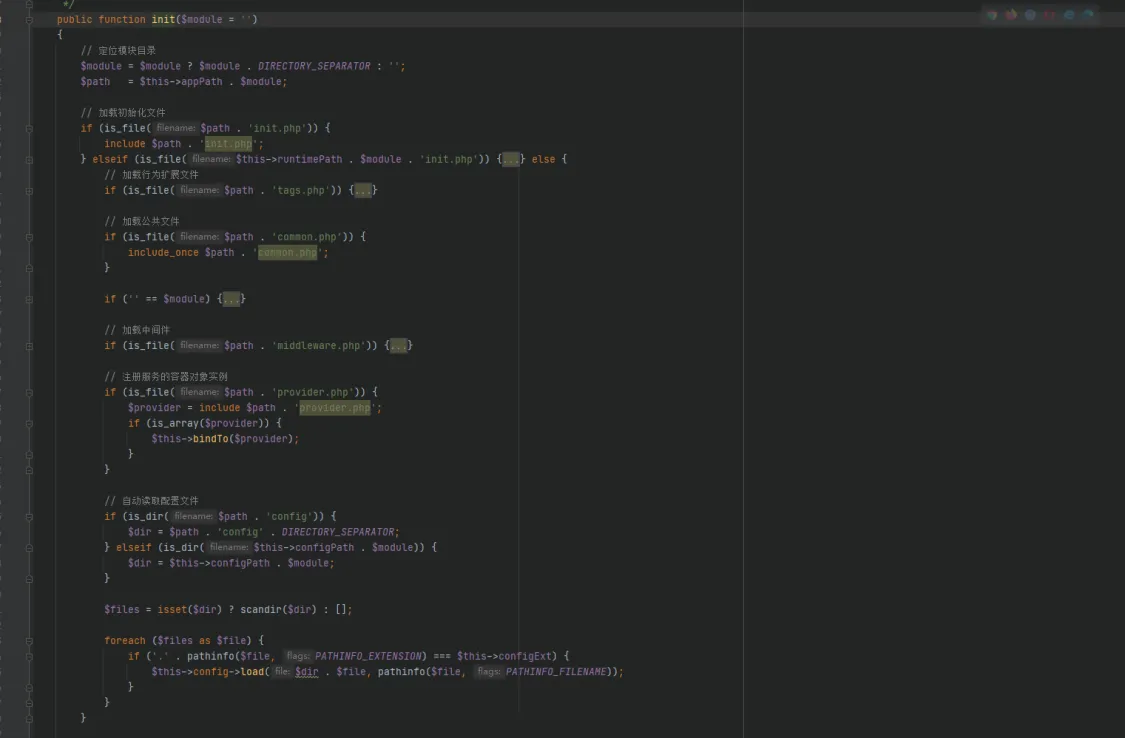 */
public function init($module = '')
{
// 定位模块目录
$module = $module ? $module . DIRECTORY_SEPARATOR : '';
$path = $this->appPath . $module;
// 加载初始化文件
if (is_file( filename: $path . 'init.php')) {
include $path . 'init.php';
} elseif (is_file( filename: $this->runtimePath . $module . 'init.php')) {...} else {
// 加载行为扩展文件
if (is_file( filename: $path . 'tags.php')) {...}
// 加载公共文件
if (is_file( filename: $path . 'common.php')) {
include_once $path . 'common.php';
}
if ('' == $module) {...}
// 加载中间件
if (is_file( filename: $path . 'middleware.php')) {...}
// 注册服务的容器对象实例
if (is_file( filename: $path . 'provider.php')) {
$provider = include $path . 'provider.php';
if (is_array($provider)) {
$this->bindTo($provider);
}
}
// 自动读取配置文件
if (is_dir( filename: $path . 'config')) {
$dir = $path . 'config' . DIRECTORY_SEPARATOR;
} elseif (is_dir( filename: $this->configPath . $module)) {
$dir = $this->configPath . $module;
}
$files = isset($dir) ? scandir($dir) : [];
foreach ($files as $file) {
if ('.' . pathinfo($file, flags: PATHINFO_EXTENSION) === $this->configExt) {
$this->config->load( file: $dir . $file, pathinfo($file, flags: PATHINFO_FILENAME));
}
}
}